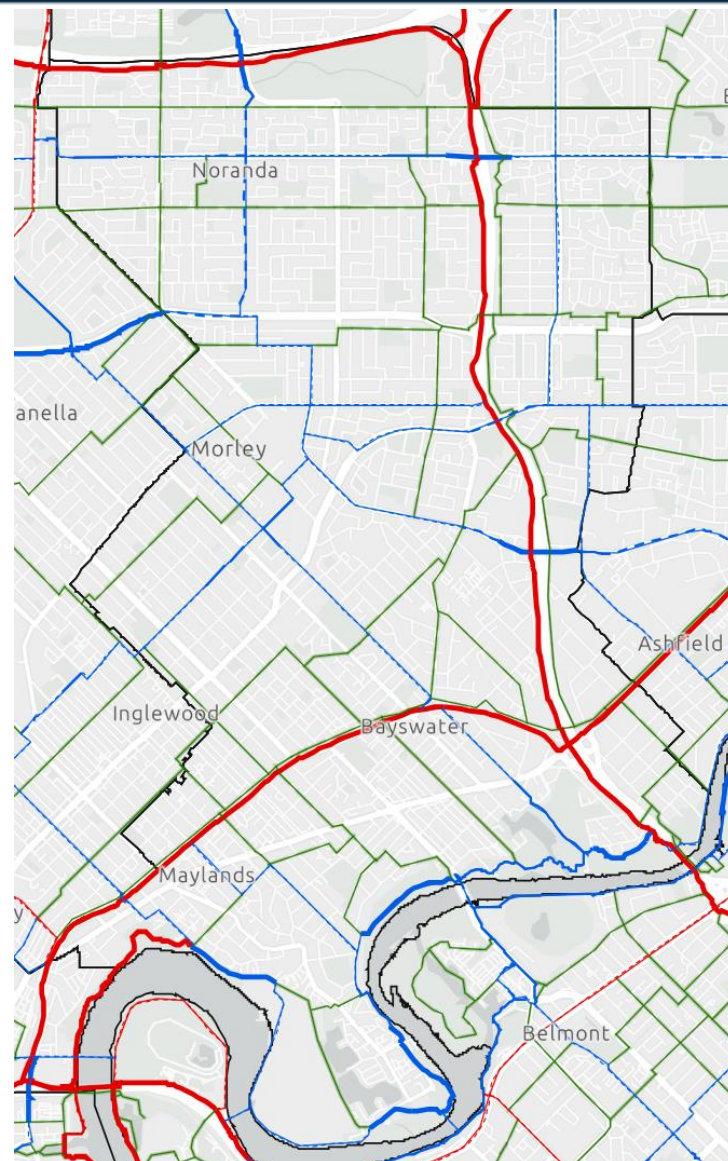 Noranda
anella
Morley
Ashfield
Inglewood
Bayswater
Maylands
y
Belmont